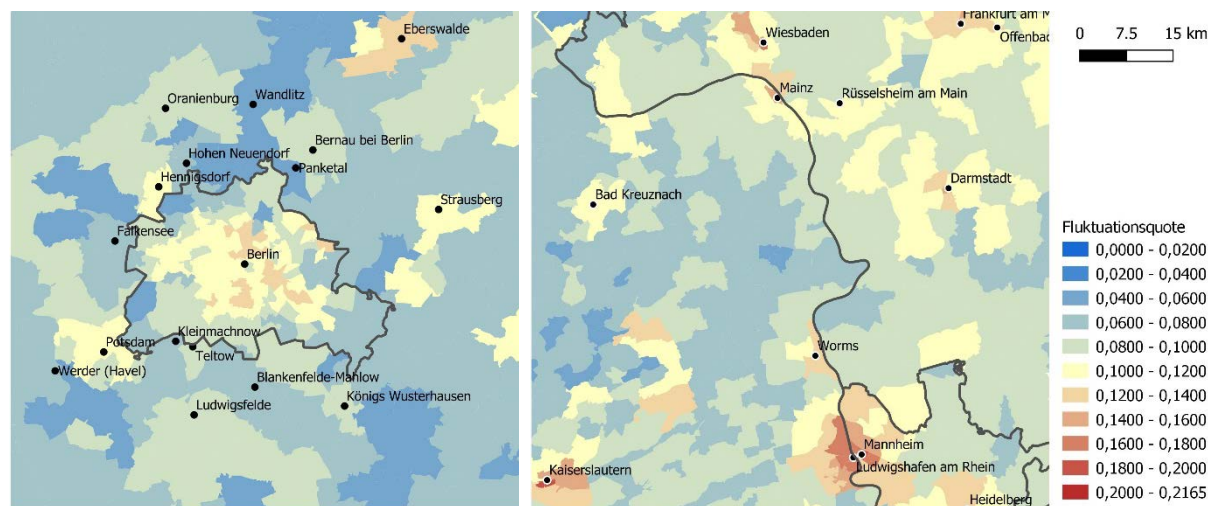 Eberswalde
Oranienburg
Wandlitz
Bernau bei Berlin
Hohen Neuendorf
Panketal
Hennigsdorf
Strausberg
Falkensee
Berlin
Kleinmachnow
Potsdam
Teltow
Werder (Havel)
Blankenfelde-Mahlow
Königs Wusterhausen
Ludwigsfelde
Frankfurt am M
Offenba
Wiesbaden
Mainz
Rüsselsheim am Main
Bad Kreuznach
Darmstadt
Worms
Mannheim
Ludwigshafen am Rhein
Kaiserslautern
Heidelberg
0 7.5 15 km
Fluktuationsquote
0,0000 - 0,0200
0,0200 - 0,0400
0,0400 - 0,0600
0,0600 - 0,0800
0,0800 - 0,1000
0,1000 - 0,1200
0,1200 - 0,1400
0,1400 - 0,1600
0,1600 - 0,1800
0,1800 - 0,2000
0,2000 - 0,2165